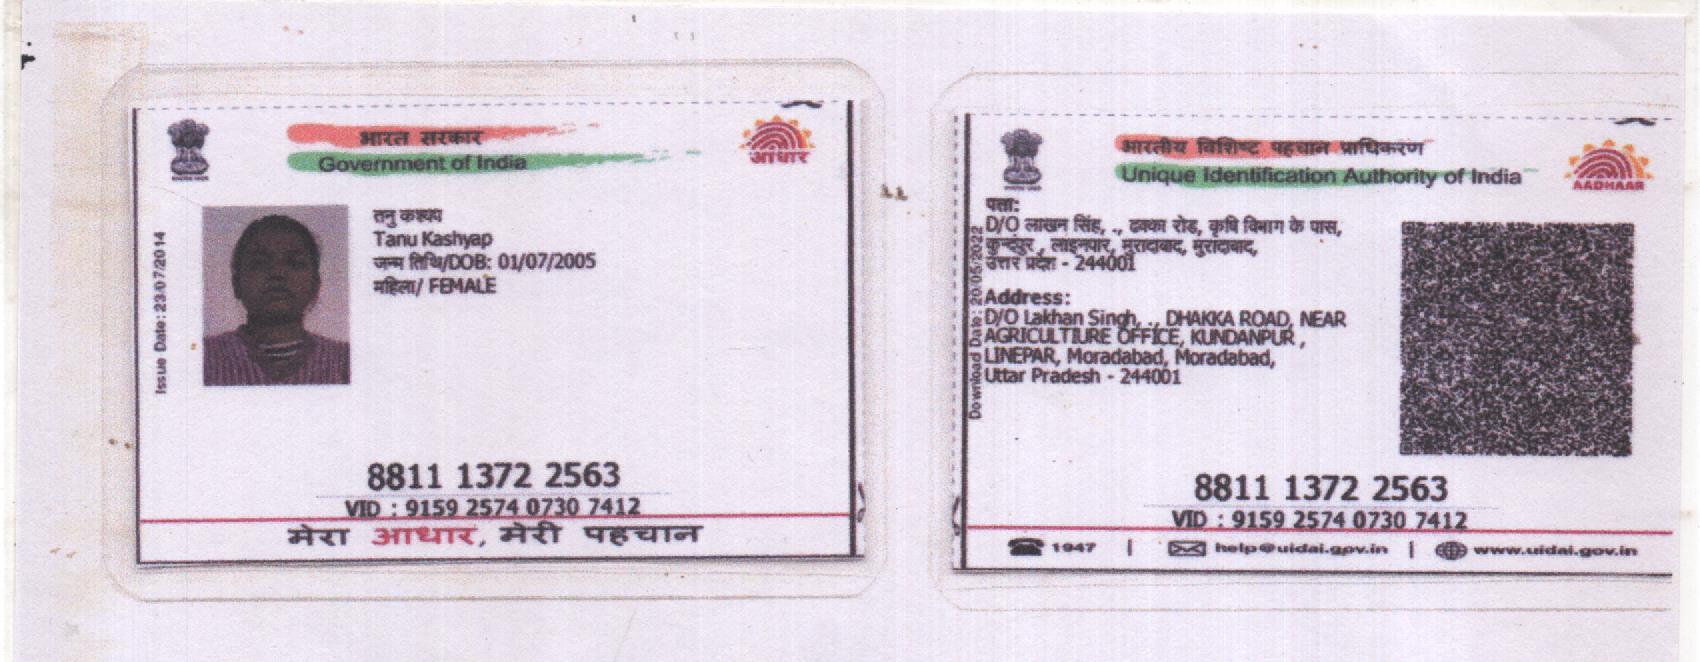 भारत सरकार
Government of India
आधार
Issue Date: 23/07/2014
तनु कश्यप
Tanu Kashyap
जन्म तिथि/DOB: 01/07/2005
महिला/ FEMALE
8811 1372 2563
VID : 9159 2574 0730 7412
मेरा आधार, मेरी पहचान
भारतीय विशिष्ट पहचान प्राधिकरण
Unique Identification Authority of India
AADHAAR
Download Date: 20/05/2022
पता:
D/O लाखन सिंह, ., ढक्का रोड, कृषि विभाग के पास,
लाइनपार, मुरादाबाद, मुरादाबाद,
उत्तर प्रदेश - 244001
Address:
D/O Lakhan Singh, ., DHAKKA ROAD, NEAR
AGRICULTIURE OFFICE, KUNDANPUR ,
LINEPAR, Moradabad, Moradabad,
Uttar Pradesh - 244001
8811 1372 2563
VID : 9159 2574 0730 7412
1947 | help@uidai.gov.in | www.uidai.gov.in